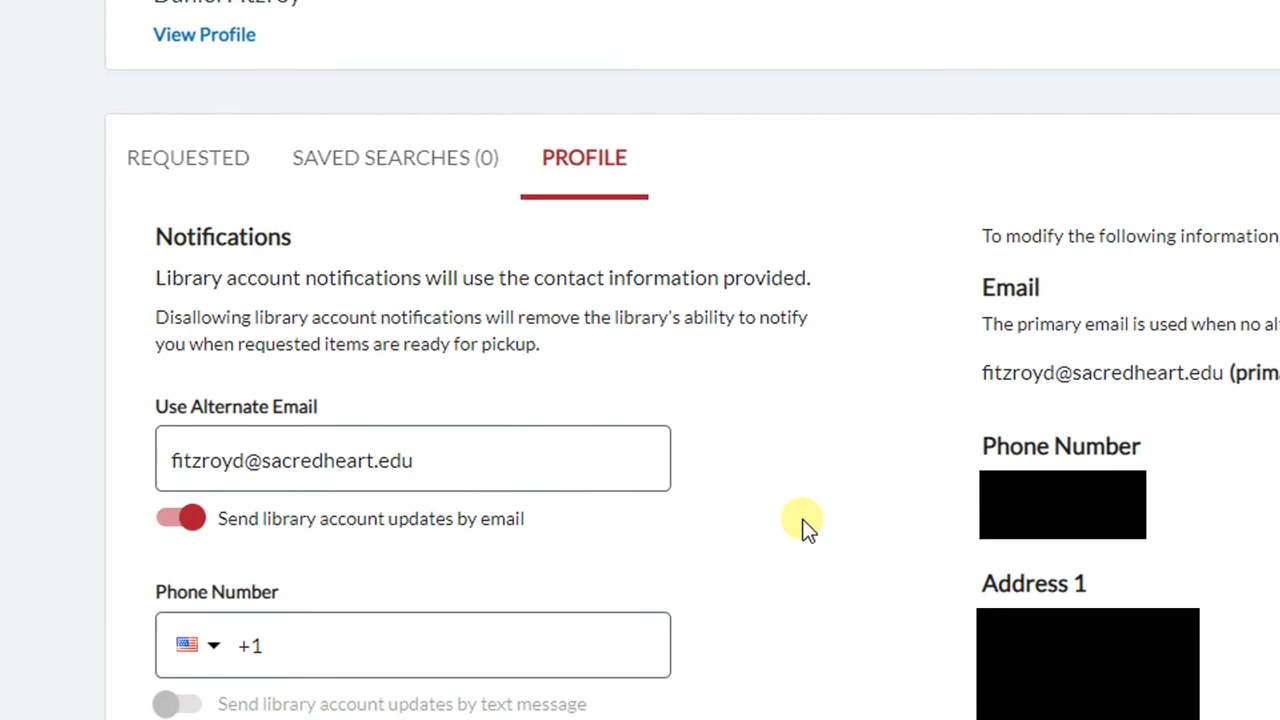 View Profile
REQUESTED SAVED SEARCHES (0) PROFILE
Notifications
Library account notifications will use the contact information provided.
Disallowing library account notifications will remove the library's ability to notify
you when requested items are ready for pickup.
Use Alternate Email
fitzroyd@sacredheart.edu
Send library account updates by email
Phone Number
+1
Send library account updates by text message
To modify the following information,
Email
The primary email is used when no
fitzroyd@sacredheart.edu
Phone Number
Address 1